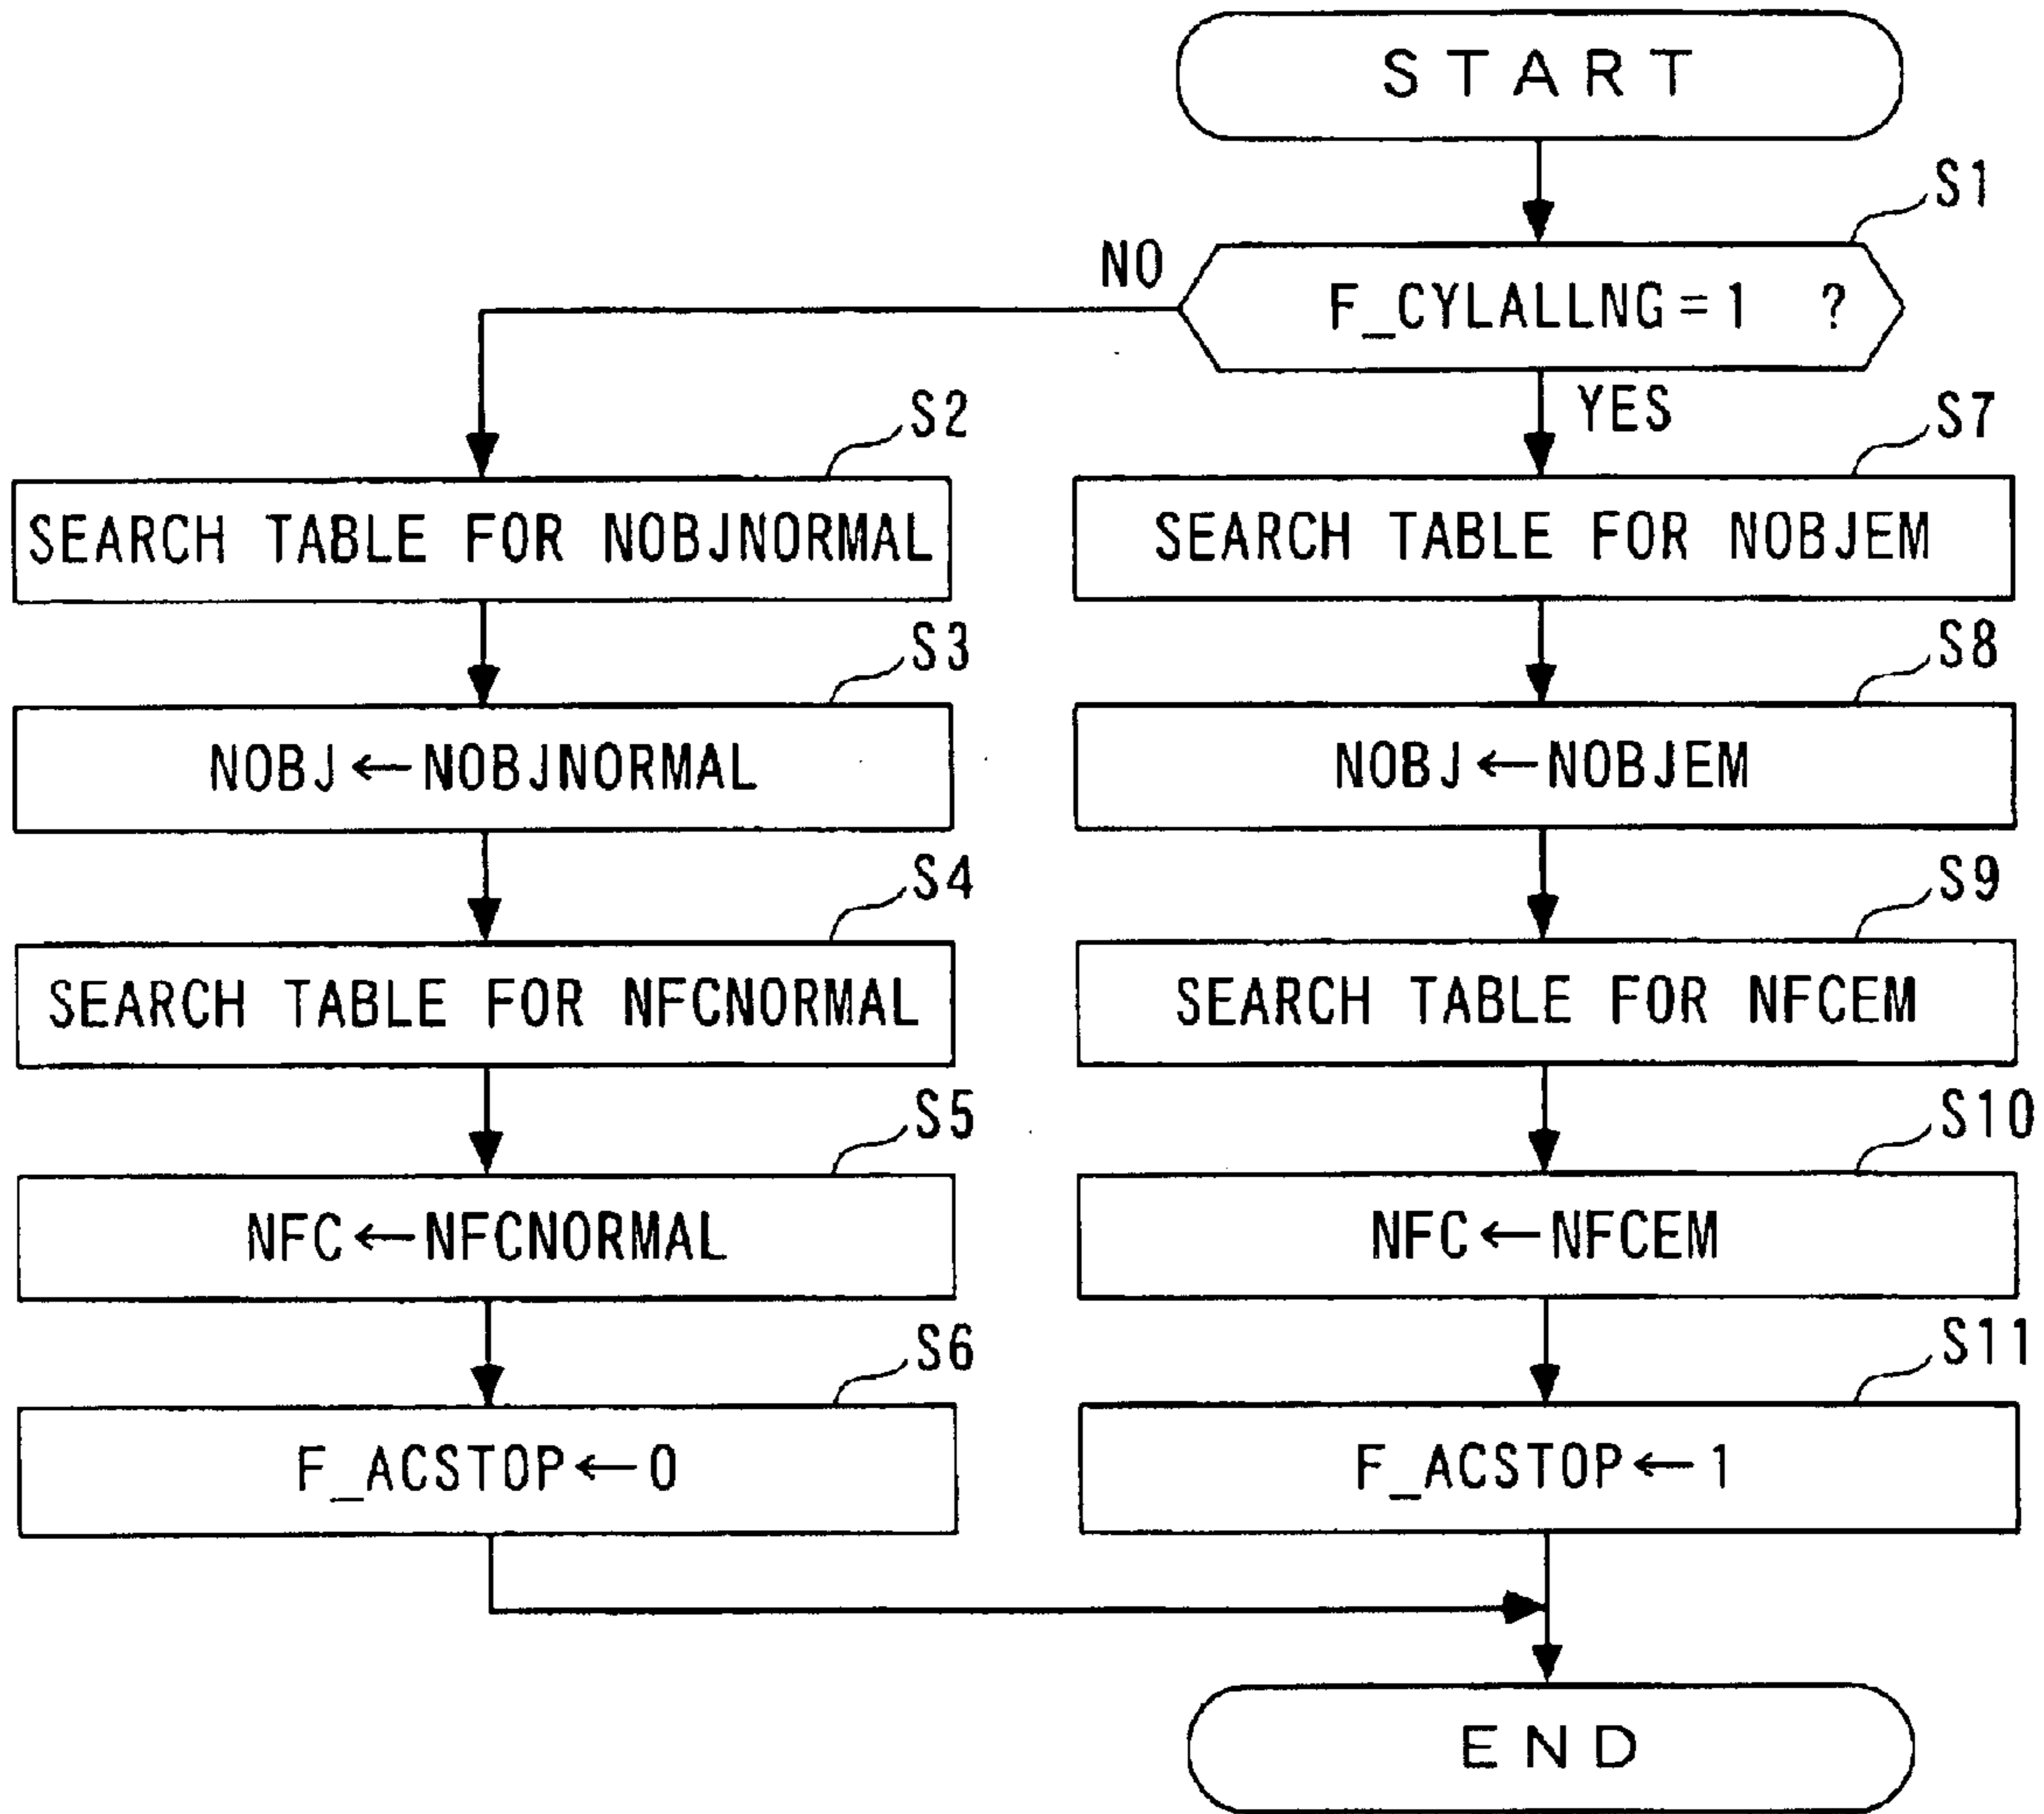 START
S1
F_CYLALLNG=1 ?
NO
YES
S2
SEARCH TABLE FOR NOBJNORMAL
S3
NOBJ←NOBJNORMAL
S4
SEARCH TABLE FOR NFCNORMAL
S5
NFC←NFCNORMAL
S6
F_ACSTOP←0
S7
SEARCH TABLE FOR NOBJEM
S8
NOBJ←NOBJEM
S9
SEARCH TABLE FOR NFCEM
S10
NFC←NFCEM
S11
F_ACSTOP←1
END